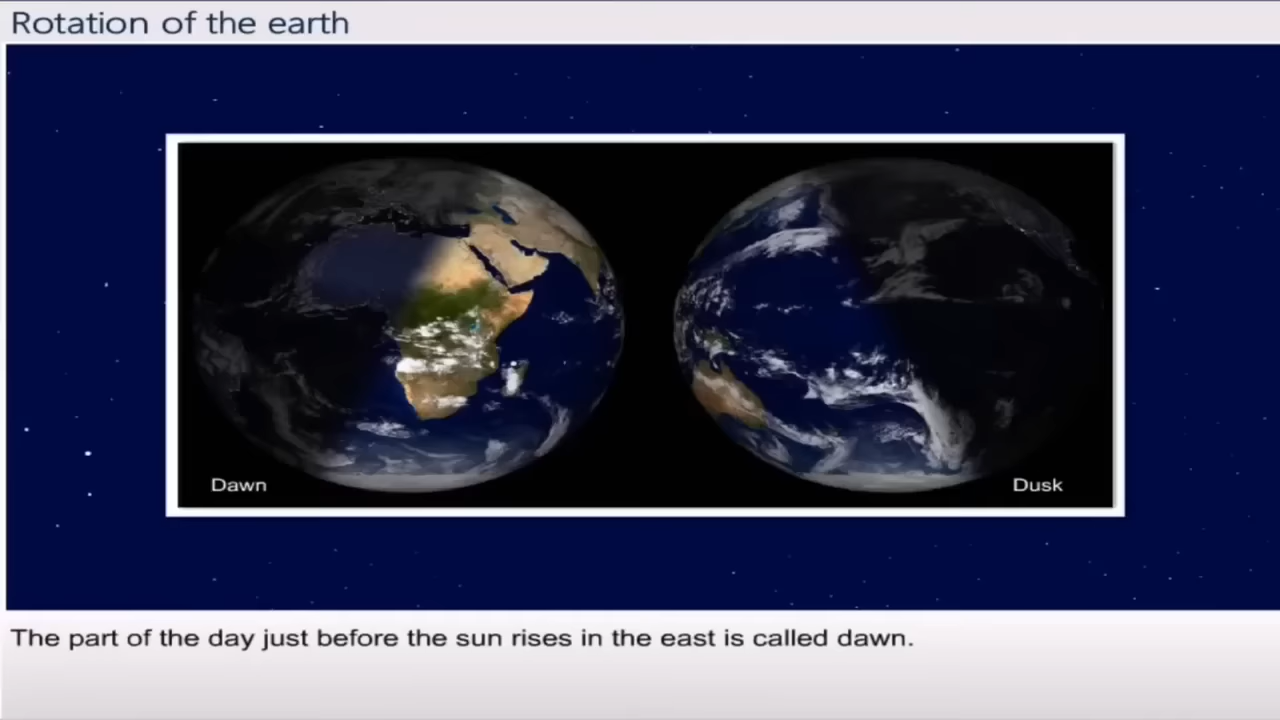 Rotation of the earth
Dawn
Dusk
The part of the day just before the sun rises in the east is called dawn.